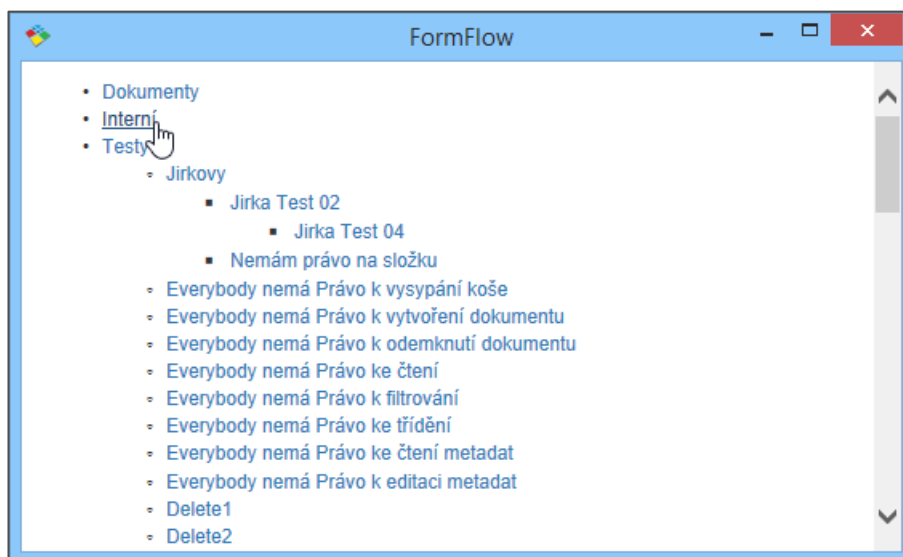 FormFlow
Dokumenty
Interní
Testy
Jirkovy
Jirka Test 02
Jirka Test 04
Nemám právo na složku
Everybody nemá Právo k vysypání koše
Everybody nemá Právo k vytvoření dokumentu
Everybody nemá Právo k odemknutí dokumentu
Everybody nemá Právo ke čtení
Everybody nemá Právo k filtrování
Everybody nemá Právo ke třídění
Everybody nemá Právo ke čtení metadat
Everybody nemá Právo k editaci metadat
Delete1
Delete2